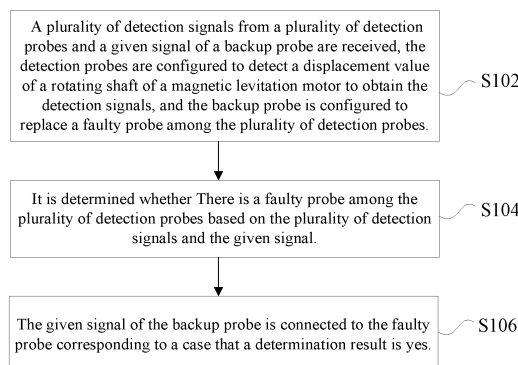 A plurality of detection signals from a plurality of detection
probes and a given signal of a backup probe are received, the
detection probes are configured to detect a displacement value
of a rotating shaft of a magnetic levitation motor to obtain the
detection signals, and the backup probe is configured to
replace a faulty probe among the plurality of detection probes.
S102
It is determined whether There is a faulty probe among the
plurality of detection probes based on the plurality of detection
signals and the given signal.
S104
The given signal of the backup probe is connected to the faulty
probe corresponding to a case that a determination result is yes.
S106